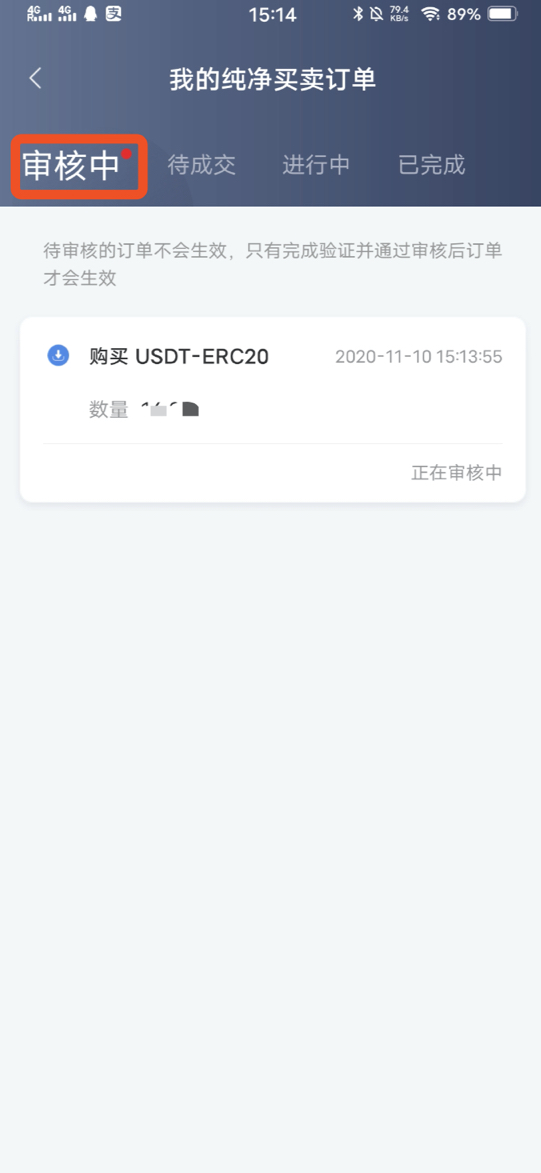 4G
R
4G
支
15:14
79.4
KB/s
89%
我的纯净买卖订单
审核中
待成交
进行中
已完成
待审核的订单不会生效，只有完成验证并通过审核后订单
才会生效
购买 USDT-ERC20
2020-11-10 15:13:55
数量
正在审核中